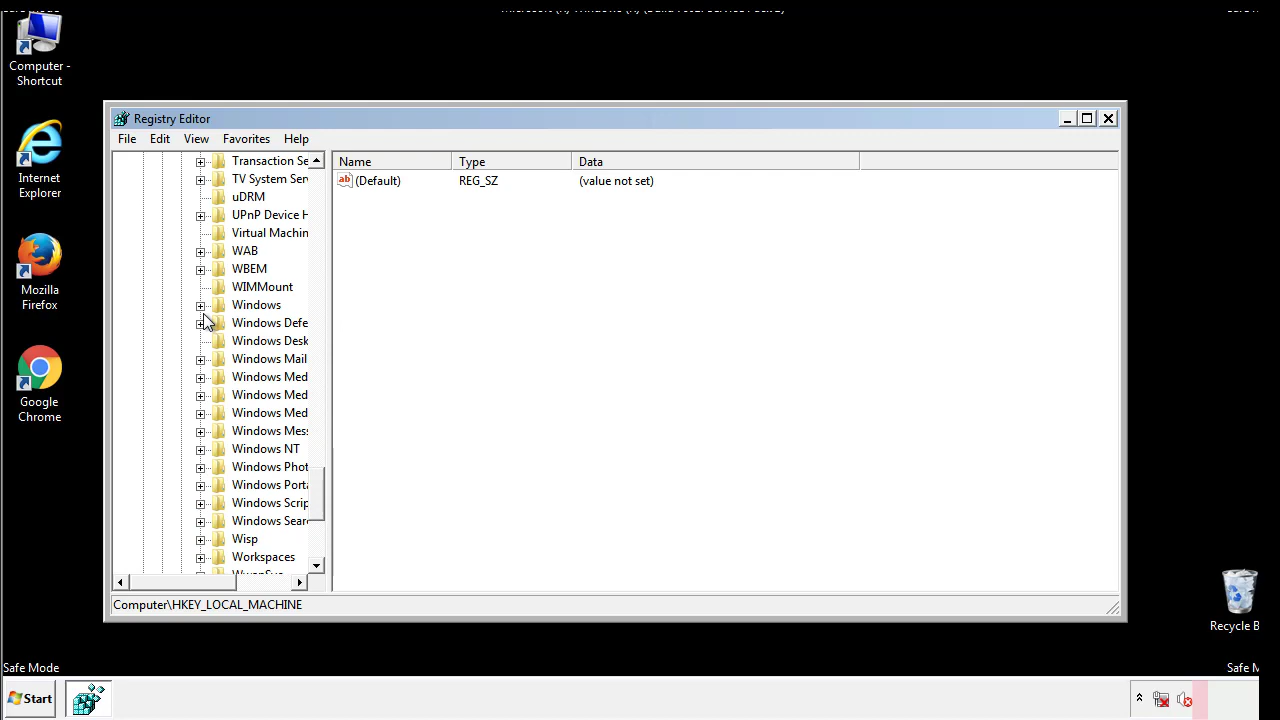 Computer -
Shortcut
Internet
Explorer
Mozilla
Firefox
Google
Chrome
Registry Editor
File Edit View Favorites Help
Transaction Se
TV System Serv
uDRM
UPnP Device H
Virtual Machin
WAB
WBEM
WIMMount
Windows
Windows Defe
Windows Desk
Windows Mail
Windows Med
Windows Med
Windows Med
Windows Mess
Windows NT
Windows Phot
Windows Porta
Windows Scrip
Windows Sear
Wisp
Workspaces
Name Type Data
ab (Default) REG_SZ (value not set)
Computer\HKEY_LOCAL_MACHINE
Recycle B
Safe Mode
Safe M
Start